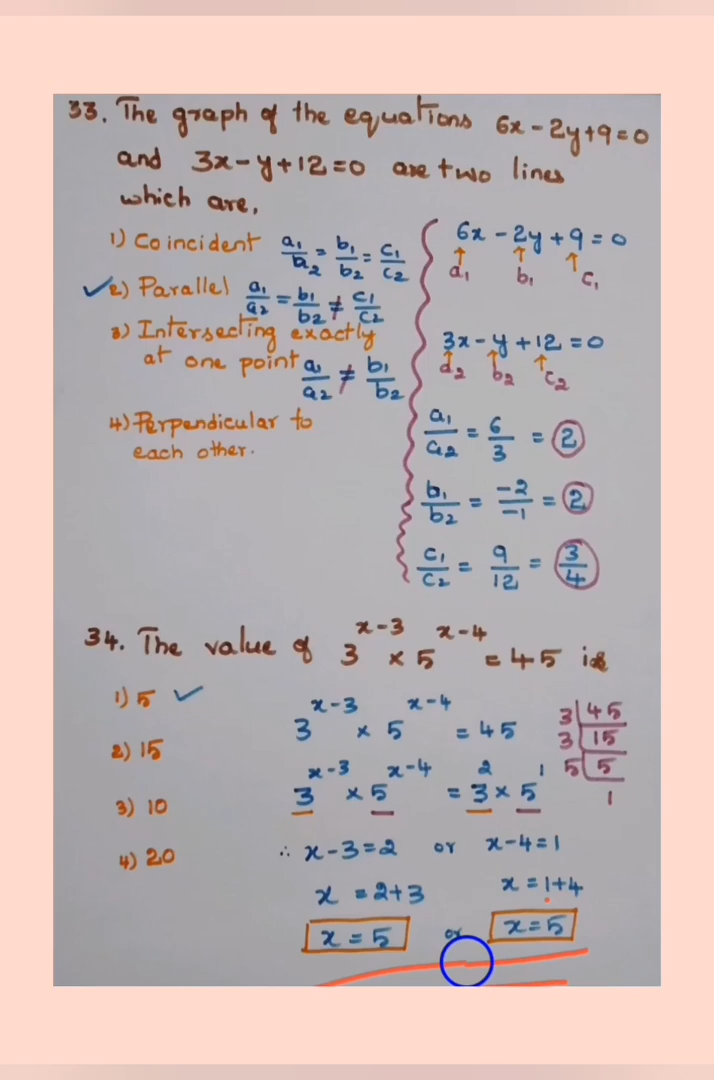 33. The graph of the equations 6x - 2y + 9 = 0
and 3x - y + 12 = 0 are two lines
which are,
1) Coincident a₁/a₂ = b₁/b₂ = c₁/c₂
✓2) Parallel a₁/a₂ = b₁/b₂ ≠ c₁/c₂
3) Intersecting exactly
at one point a₁/a₂ ≠ b₁/b₂
4) Perpendicular to
each other.
6x - 2y + 9 = 0
a₁ b₁ c₁
3x - y + 12 = 0
a₂ b₂ c₂
a₁/a₂ = 6/3 = 2
b₁/b₂ = -2/-1 = 2
c₁/c₂ = 9/12 = 3/4
34. The value of 3^(x-3) × 5^(x-4) = 45 is
1) 5 ✓
2) 15
3) 10
4) 20
3^(x-3) × 5^(x-4) = 45
3^(x-3) × 5^(x-4) = 3² × 5¹
∴ x - 3 = 2 or x - 4 = 1
x = 2 + 3 x = 1 + 4
x = 5 or x = 5
3 | 45
3 | 15
5 | 5
1